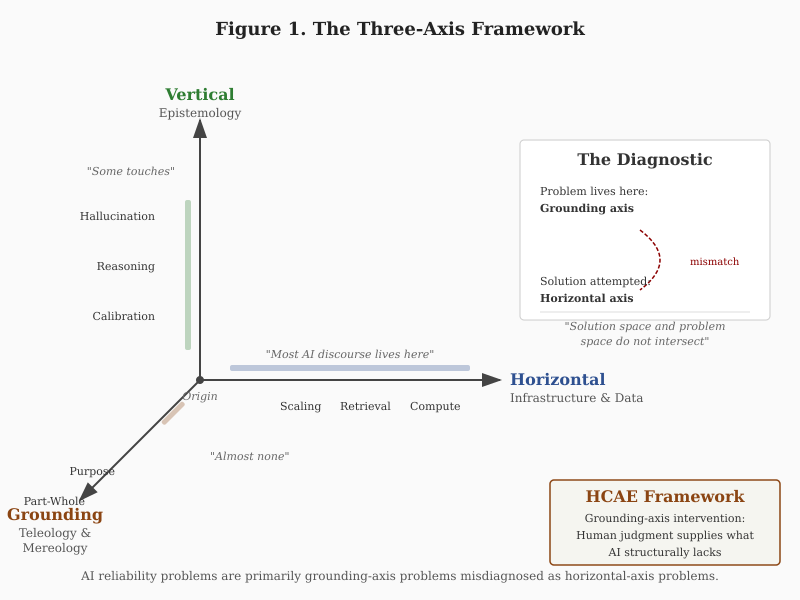 Figure 1. The Three-Axis Framework
Vertical
Epistemology
"Some touches"
Hallucination
Reasoning
Calibration
The Diagnostic
Problem lives here:
Grounding axis
mismatch
Solution attempted:
Horizontal axis
"Solution space and problem
space do not intersect"
"Most AI discourse lives here"
Horizontal
Infrastructure & Data
Origin
Scaling
Retrieval
Compute
"Almost none"
Purpose
Part-Whole
Grounding
Teleology &
Mereology
HCAE Framework
Grounding-axis intervention:
Human judgment supplies what
AI structurally lacks
AI reliability problems are primarily grounding-axis problems misdiagnosed as horizontal-axis problems.